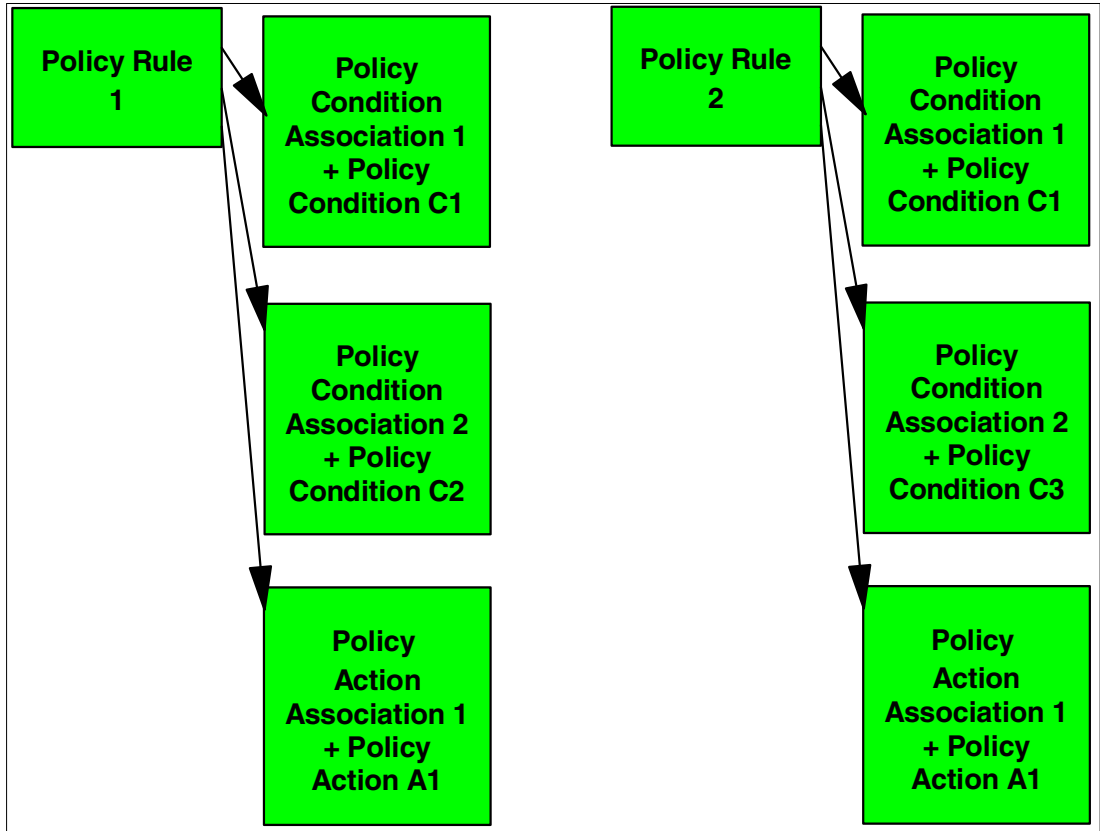 Policy Rule
1
Policy
Condition
Association 1
+ Policy
Condition C1
Policy
Condition
Association 2
+ Policy
Condition C2
Policy
Action
Association 1
+ Policy
Action A1
Policy Rule
2
Policy
Condition
Association 1
+ Policy
Condition C1
Policy
Condition
Association 2
+ Policy
Condition C3
Policy
Action
Association 1
+ Policy
Action A1